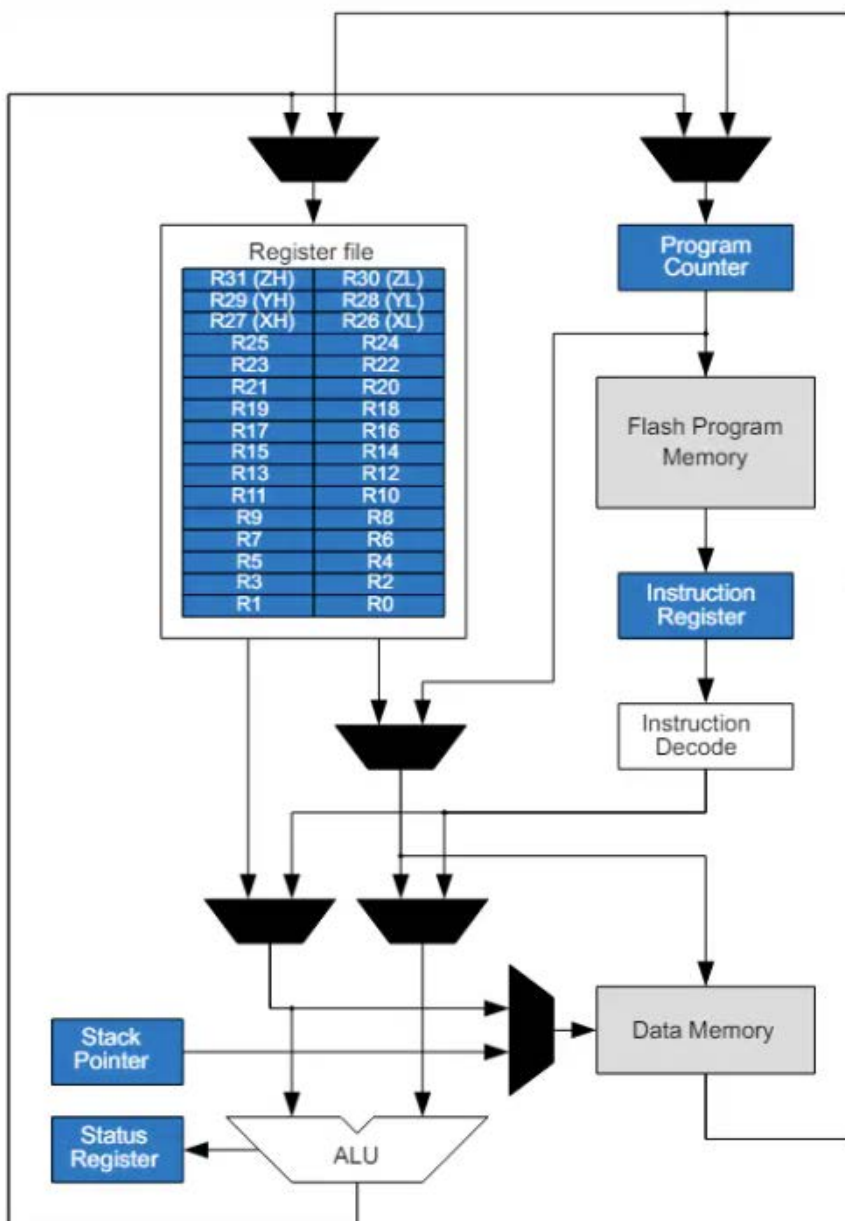 Register file
R31 (ZH) R30 (ZL)
R29 (YH) R28 (YL)
R27 (XH) R26 (XL)
R25 R24
R23 R22
R21 R20
R19 R18
R17 R16
R15 R14
R13 R12
R11 R10
R9 R8
R7 R6
R5 R4
R3 R2
R1 R0
Program
Counter
Flash Program
Memory
Instruction
Register
Instruction
Decode
Data Memory
Stack
Pointer
Status
Register
ALU